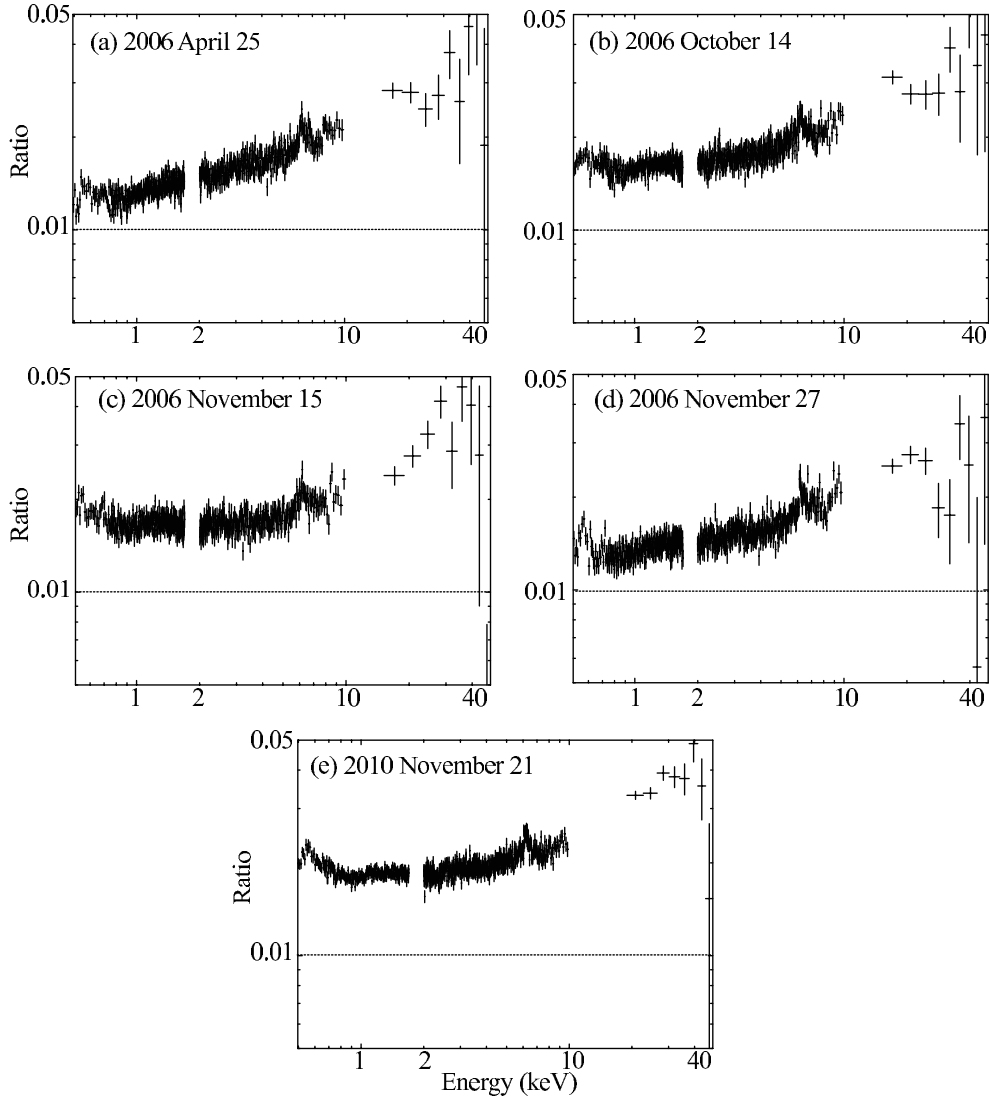 0.05
(a) 2006 April 25
Ratio
0.01
1 2 10 40
0.05
(b) 2006 October 14
0.01
1 2 10 40
0.05
(c) 2006 November 15
Ratio
0.01
1 2 10 40
0.05
(d) 2006 November 27
0.01
1 2 10 40
0.05
(e) 2010 November 21
Ratio
0.01
1 2 10 40
Energy (keV)